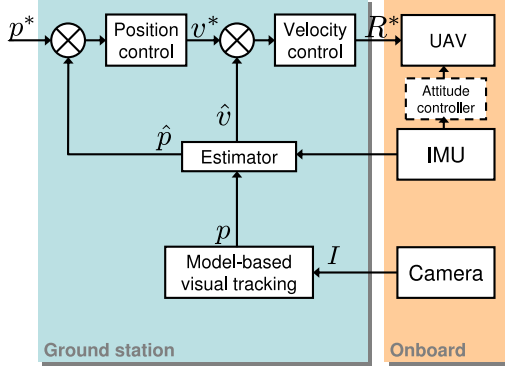 p*
Position
control
v*
Velocity
control
R*
UAV
Attitude
controller
p̂
v̂
Estimator
IMU
p
Model-based
visual tracking
I
Camera
Ground station
Onboard